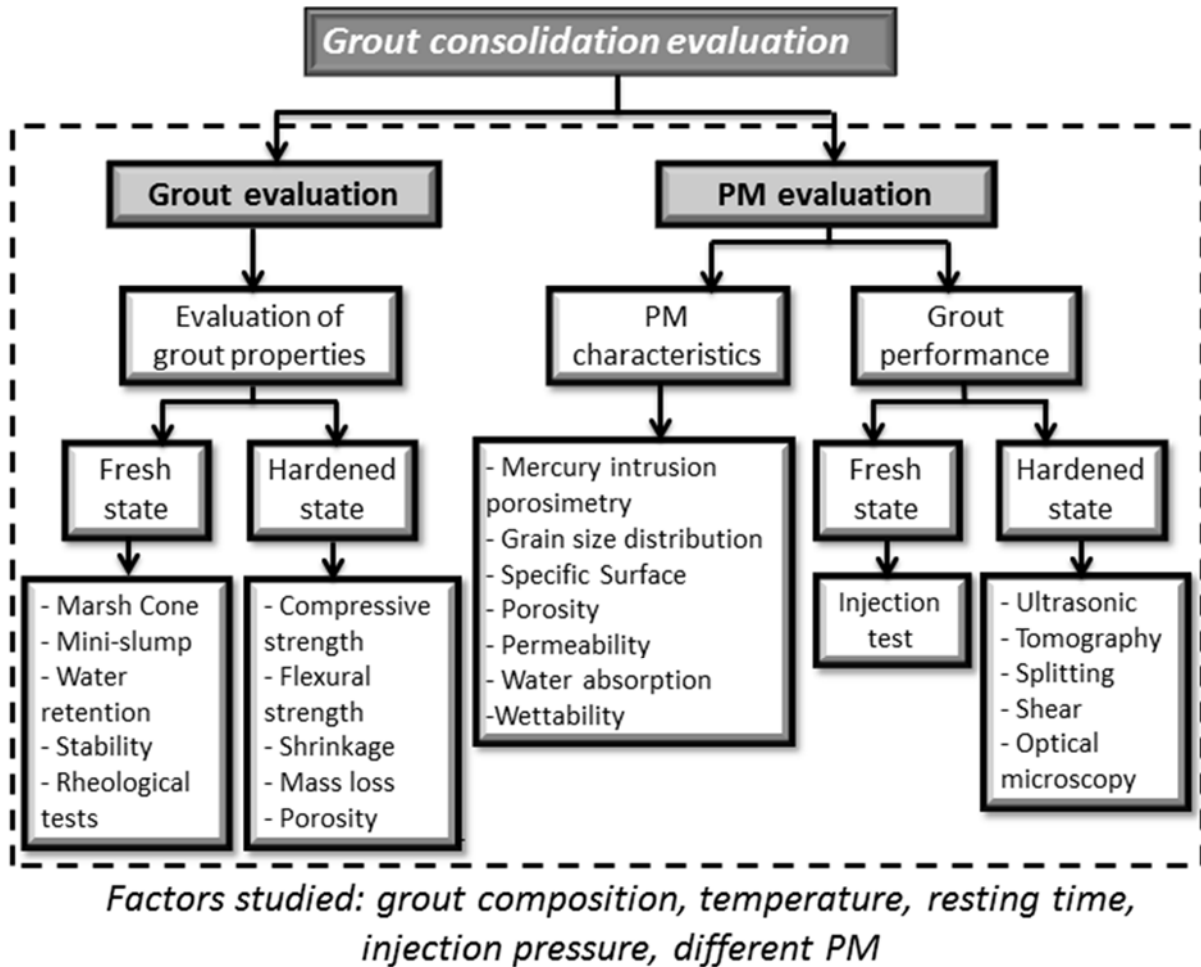 Grout consolidation evaluation
Grout evaluation
PM evaluation
Evaluation of
grout properties
PM
characteristics
Grout
performance
Fresh
state
Hardened
state
Fresh
state
Hardened
state
- Marsh Cone
- Mini-slump
- Water
retention
- Stability
- Rheological
tests
- Compressive
strength
- Flexural
strength
- Shrinkage
- Mass loss
- Porosity
- Mercury intrusion
porosimetry
- Grain size distribution
- Specific Surface
- Porosity
- Permeability
- Water absorption
-Wettability
Injection
test
- Ultrasonic
- Tomography
- Splitting
- Shear
- Optical
microscopy
Factors studied: grout composition, temperature, resting time,
injection pressure, different PM